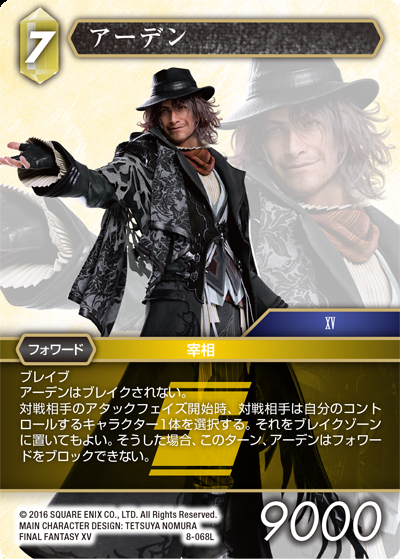 7
アーデン
XV
フォワード
宰相
ブレイブ
アーデンはブレイクされない。
対戦相手のアタックフェイズ開始時、対戦相手は自分のコント
ロールするキャラクター1体を選択する。それをブレイクゾーン
に置いてもよい。そうした場合、このターン、アーデンはフォワー
ドをブロックできない。
© 2016 SQUARE ENIX CO., LTD. All Rights Reserved.
MAIN CHARACTER DESIGN: TETSUYA NOMURA
FINAL FANTASY XV
8-068L
9000